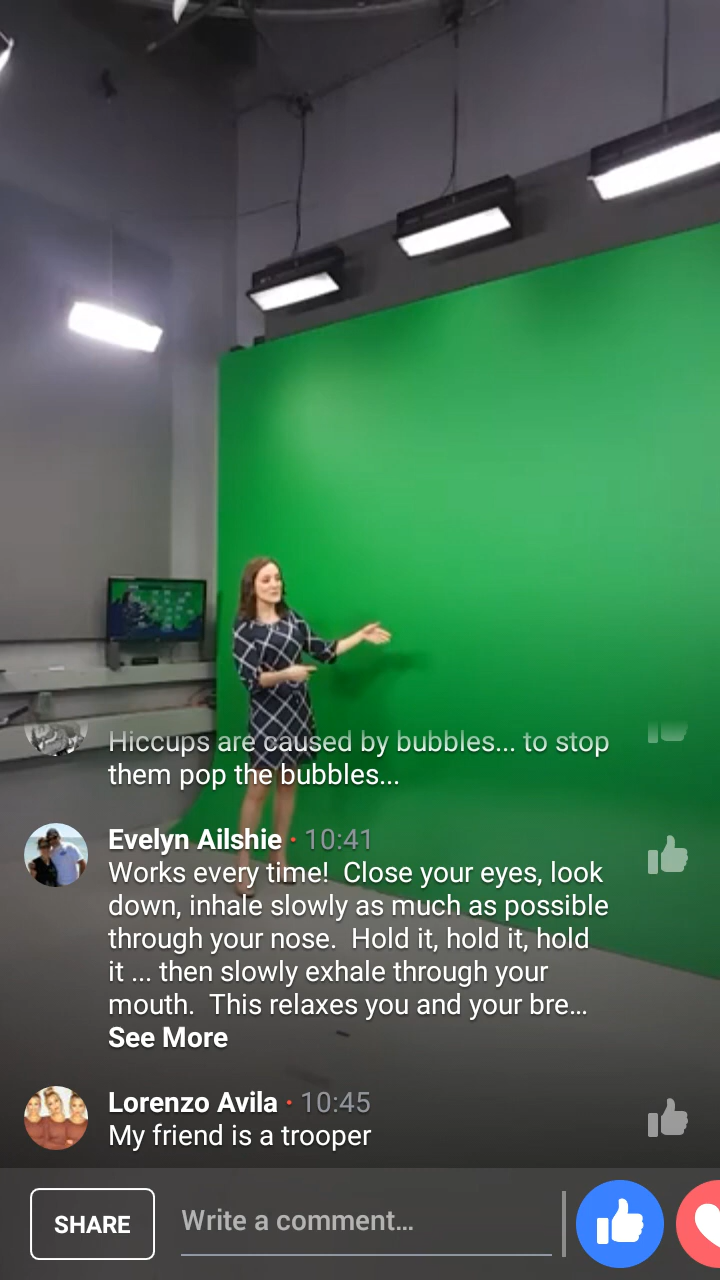 Hiccups are caused by bubbles... to stop
them pop the bubbles...
Evelyn Ailshie • 10:41
Works every time!  Close your eyes, look
down, inhale slowly as much as possible
through your nose.  Hold it, hold it, hold
it ... then slowly exhale through your
mouth.  This relaxes you and your bre...
See More
Lorenzo Avila • 10:45
My friend is a trooper
SHARE
Write a comment...